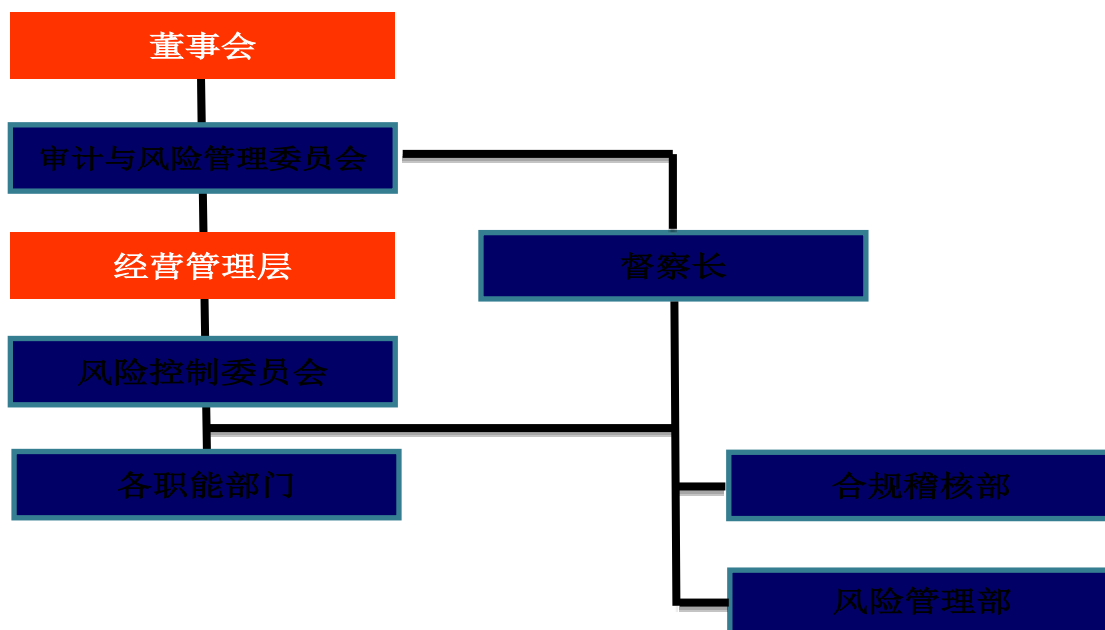 董事会
审计与风险管理委员会
经营管理层
督察长
风险控制委员会
各职能部门
合规稽核部
风险管理部